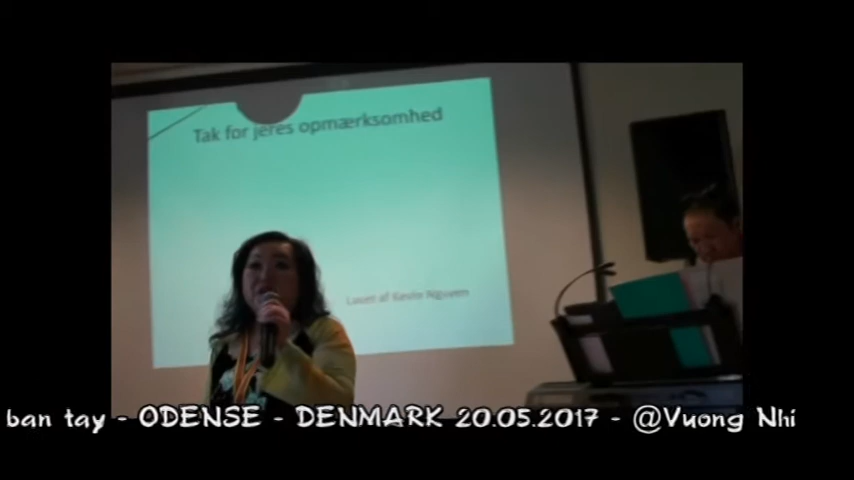 Tak for jeres opmærksomhed
Lavet af Kevin Nguyen
ban tay - ODENSE - DENMARK 20.05.2017 - @Vuong Nhi